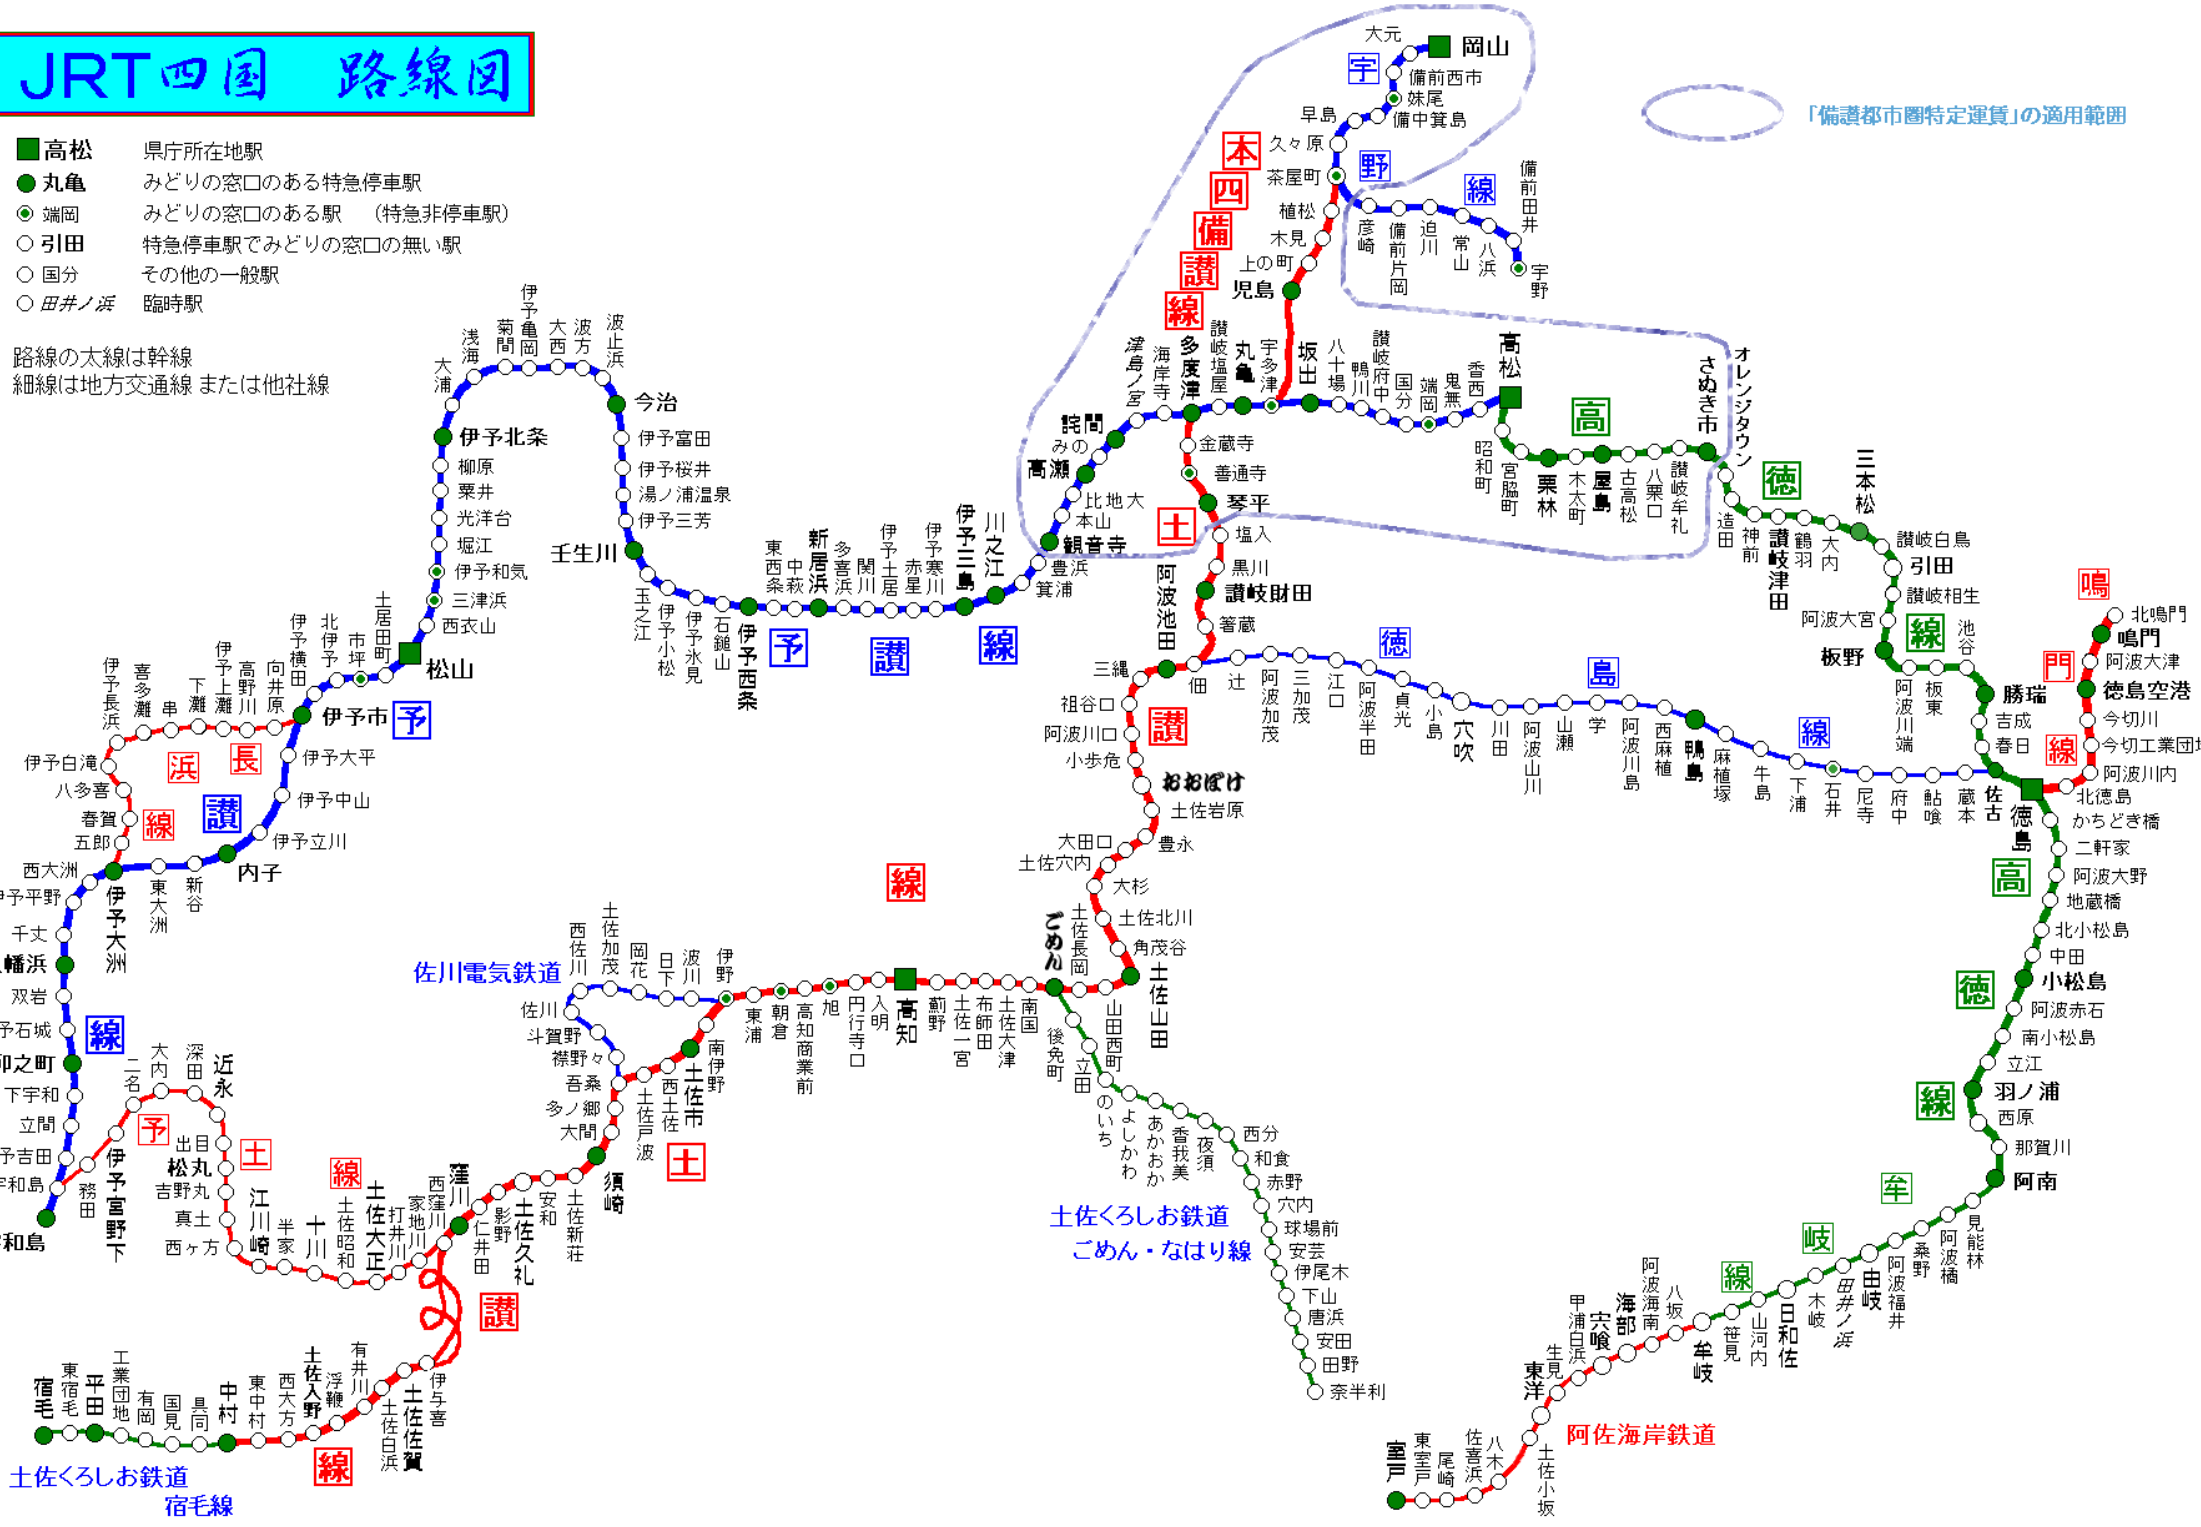 JRT四国 路線図
高松 県庁所在地駅
丸亀 みどりの窓口のある特急停車駅
端岡 みどりの窓口のある駅 (特急非停車駅)
引田 特急停車駅でみどりの窓口の無い駅
国分 その他の一般駅
田井ノ浜 臨時駅
路線の太線は幹線
細線は地方交通線 または他社線
「備讃都市圏特定運賃」の適用範囲
宇野線
岡山
大元
備前西市
妹尾
備中箕島
早島
久々原
茶屋町
彦崎
備前片岡
迫川
常山
八浜
備前田井
宇野
本四備讃線
植松
木見
上の町
児島
予讃線
高松
香西
鬼無
端岡
国分
讃岐府中
鴨川
八十場
坂出
宇多津
丸亀
讃岐塩屋
多度津
海岸寺
津島ノ宮
詫間
みの
高瀬
比地大
本山
観音寺
豊浜
箕浦
川之江
伊予三島
伊予寒川
赤星
伊予土居
関川
多喜浜
新居浜
中萩
東西条
伊予西条
石鎚山
伊予氷見
伊予小松
玉之江
壬生川
伊予三芳
湯ノ浦温泉
伊予桜井
伊予富田
今治
波止浜
波方
大西
伊予亀岡
菊間
浅海
大浦
伊予北条
柳原
粟井
光洋台
堀江
伊予和気
三津浜
西衣山
松山
土居田町
市坪
北伊予
伊予横田
伊予市
予讃線
伊予大平
伊予中山
伊予立川
内子
新谷
東大洲
伊予大洲
西大洲
予平野
千丈
幡浜
双岩
予石城
卯之町
下宇和
立間
予吉田
宇和島
和島
長浜線
向井原
高野川
伊予上灘
下灘
串
喜多灘
伊予長浜
伊予白滝
八多喜
春賀
五郎
予土線
務田
伊予宮野下
二名
大内
深田
近永
出目
松丸
吉野丸
真土
西ヶ方
江川崎
半家
十川
土佐昭和
土佐大正
打井川
家地川
西窪川
土讃線
金蔵寺
善通寺
琴平
塩入
黒川
讃岐財田
箸蔵
佃
阿波池田
三縄
祖谷口
阿波川口
小歩危
おおぼけ
土佐岩原
豊永
大田口
土佐穴内
大杉
土佐北川
角茂谷
土佐山田
山田西町
土佐長岡
ごめん
南国
土佐大津
布師田
土佐一宮
薊野
高知
入明
円行寺口
旭
高知商業前
朝倉
東浦
伊野
南伊野
土佐市
西土佐
土佐戸波
吾桑
多ノ郷
大間
須崎
土佐新荘
安和
土佐久礼
影野
仁井田
窪川
土讃線
伊与喜
土佐佐賀
土佐白浜
有井川
浮鞭
土佐入野
西大方
東中村
中村
具同
国見
有岡
工業団地
平田
東宿毛
宿毛
土佐くろしお鉄道
宿毛線
佐川電気鉄道
波川
日下
岡花
土佐加茂
西佐川
佐川
斗賀野
襟野々
土佐くろしお鉄道
ごめん・なはり線
後免町
立田
のいち
よしかわ
あかおか
香我美
夜須
西分
和食
赤野
穴内
球場前
安芸
伊尾木
下山
唐浜
安田
田野
奈半利
高徳線
昭和町
宮脇町
栗林
木太町
屋島
古高松
八栗口
讃岐牟礼
さぬき市
オレンジタウン
造田
神前
讃岐津田
鶴羽
大内
三本松
讃岐白鳥
引田
讃岐相生
阿波大宮
板野
阿波川端
板東
池谷
勝瑞
吉成
春日
佐古
徳島
徳島線
辻
阿波加茂
三加茂
江口
阿波半田
貞光
小島
穴吹
川田
阿波山川
山瀬
学
阿波川島
西麻植
鴨島
麻植塚
牛島
下浦
石井
尼寺
府中
鮎喰
蔵本
鳴門線
北鳴門
鳴門
阿波大津
徳島空港
今切川
今切工業団地
阿波川内
北徳島
高徳線
かちどき橋
二軒家
阿波大野
地蔵橋
北小松島
中田
小松島
阿波赤石
南小松島
立江
羽ノ浦
西原
那賀川
阿南
牟岐線
見能林
阿波橘
桑野
阿波福井
由岐
田井ノ浜
木岐
日和佐
山河内
笹見
牟岐
八坂
阿波海南
海部
宍喰
甲浦白浜
生見
東洋
土佐小坂
八木
佐喜浜
尾崎
東室戸
室戸
阿佐海岸鉄道